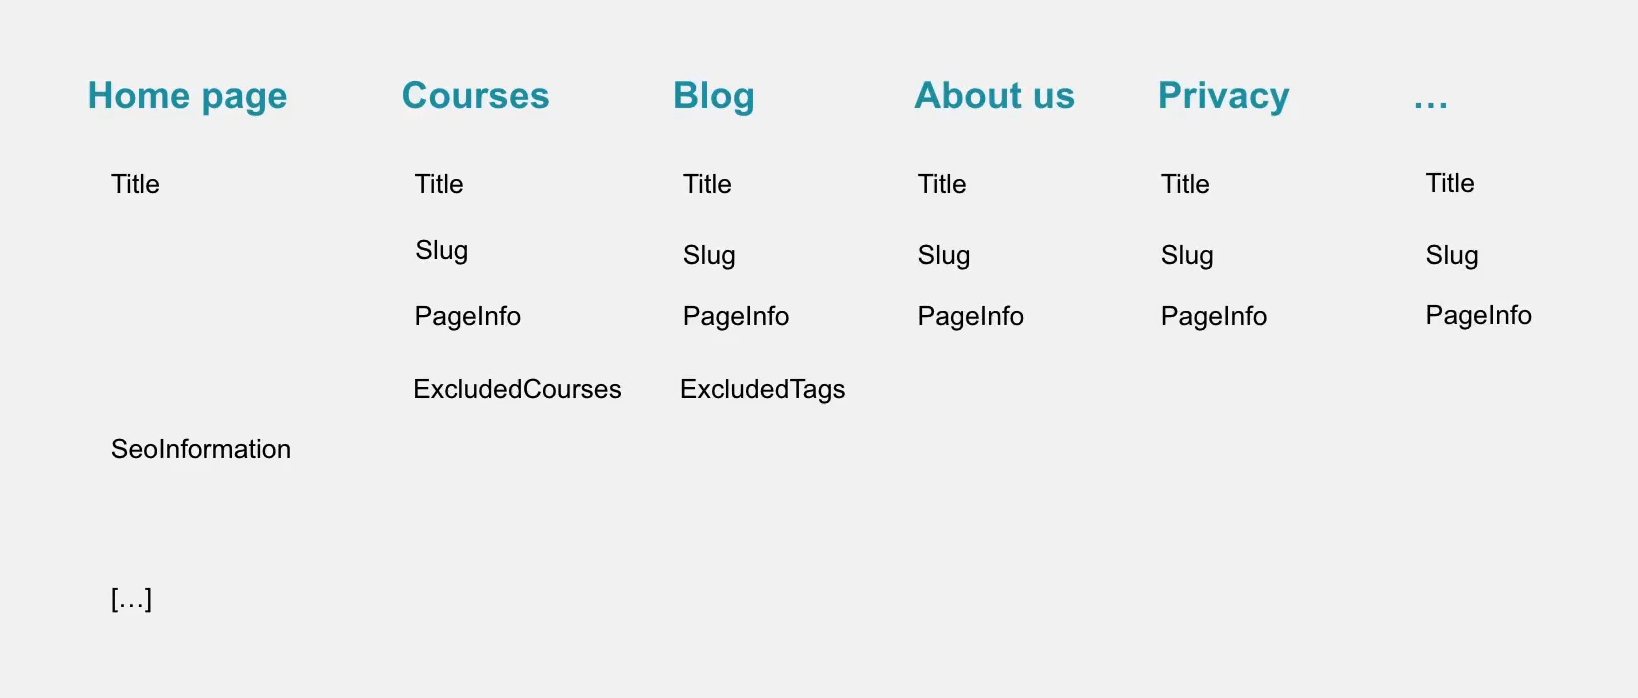 Home page Courses Blog About us Privacy …
Title Title Title Title Title Title
Slug Slug Slug Slug Slug
PageInfo PageInfo PageInfo PageInfo PageInfo
ExcludedCourses ExcludedTags
SeoInformation
[…]